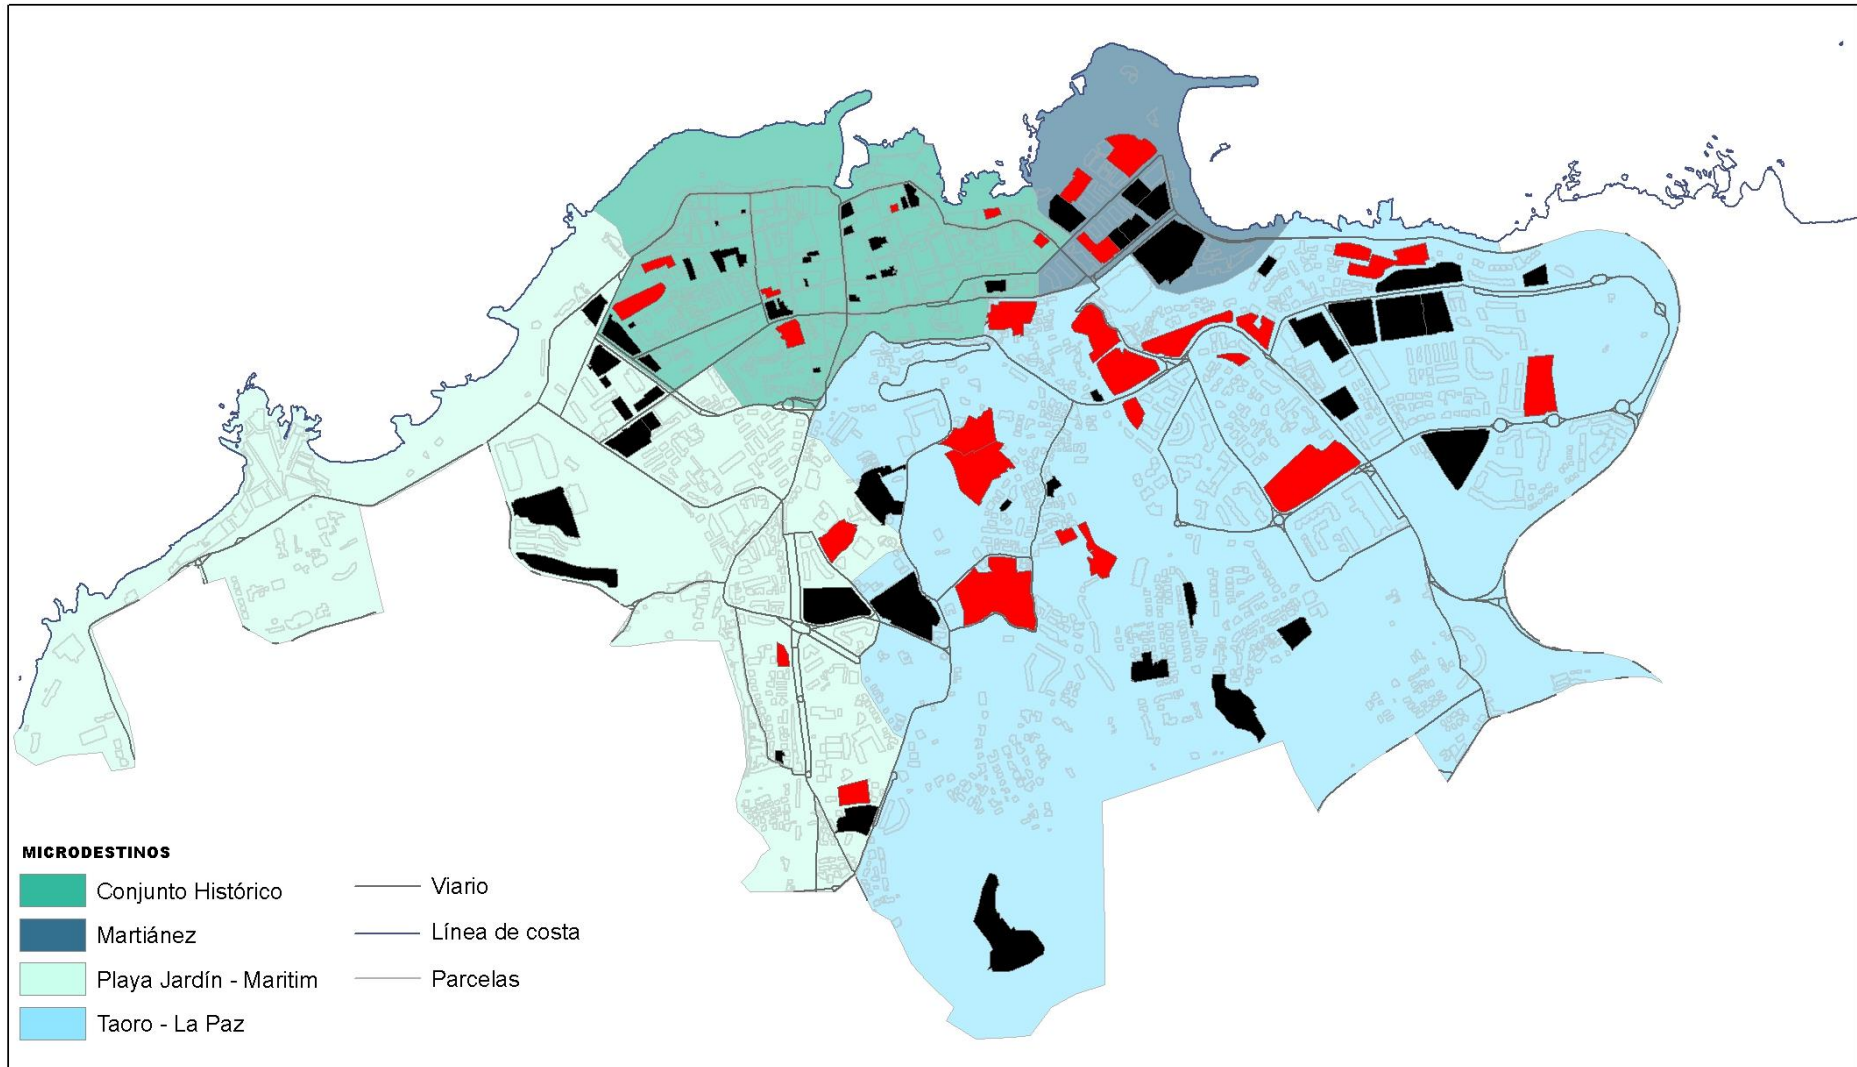 MICRODESTINOS
Conjunto Histórico
Martiánez
Playa Jardín - Maritim
Taoro - La Paz
Viario
Línea de costa
Parcelas